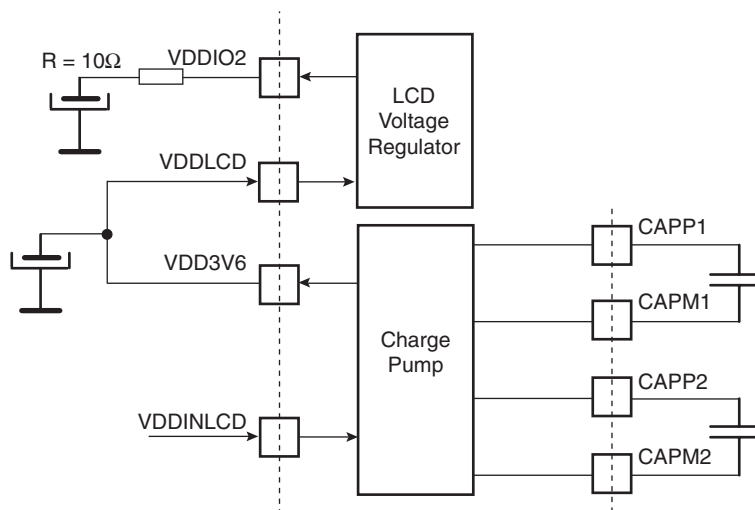 R = 10Ω
VDDIO2
LCD
Voltage
Regulator
VDDLCD
VDD3V6
VDDINLCD
Charge
Pump
CAPP1
CAPM1
CAPP2
CAPM2